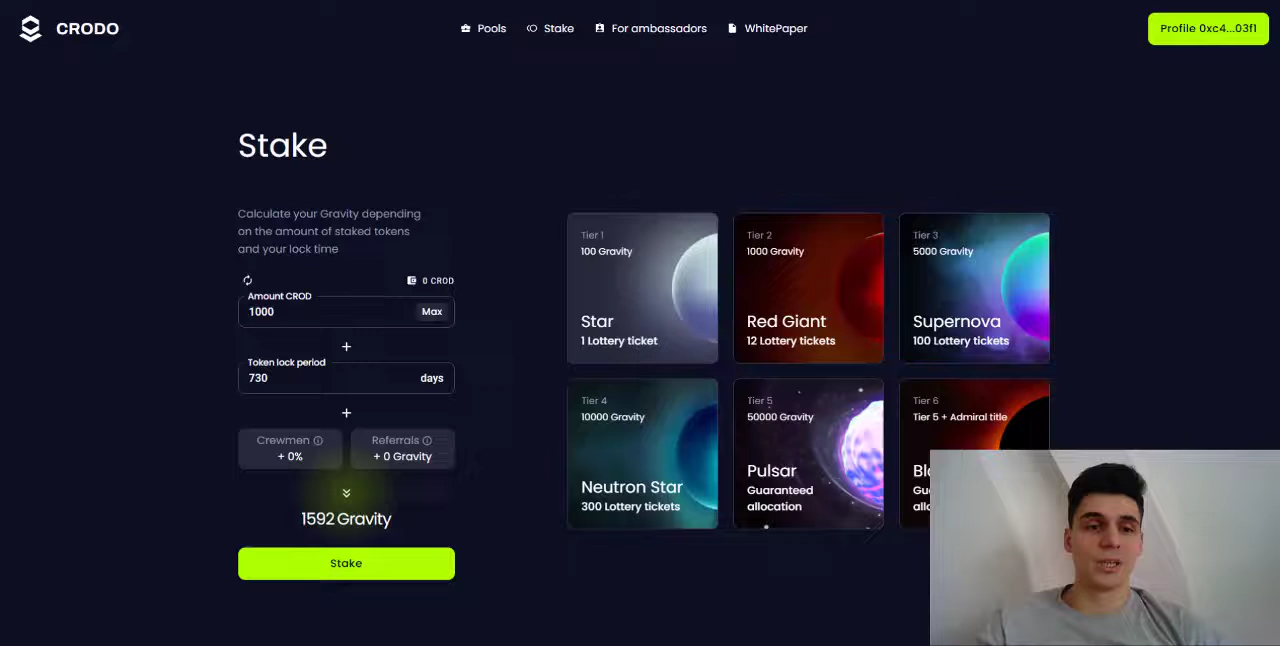 CRODO
Pools
Stake
For ambassadors
WhitePaper
Profile 0xc4...03f1
Stake
Calculate your Gravity depending
on the amount of staked tokens
and your lock time
0 CROD
Amount CROD
1000
Max
+
Token lock period
730
days
+
Crewmen
+ 0%
Referrals
+ 0 Gravity
1592 Gravity
Stake
Tier 1
100 Gravity
Star
1 Lottery ticket
Tier 2
1000 Gravity
Red Giant
12 Lottery tickets
Tier 3
5000 Gravity
Supernova
100 Lottery tickets
Tier 4
10000 Gravity
Neutron Star
300 Lottery tickets
Tier 5
50000 Gravity
Pulsar
Guaranteed
allocation
Tier 6
Tier 5 + Admiral title